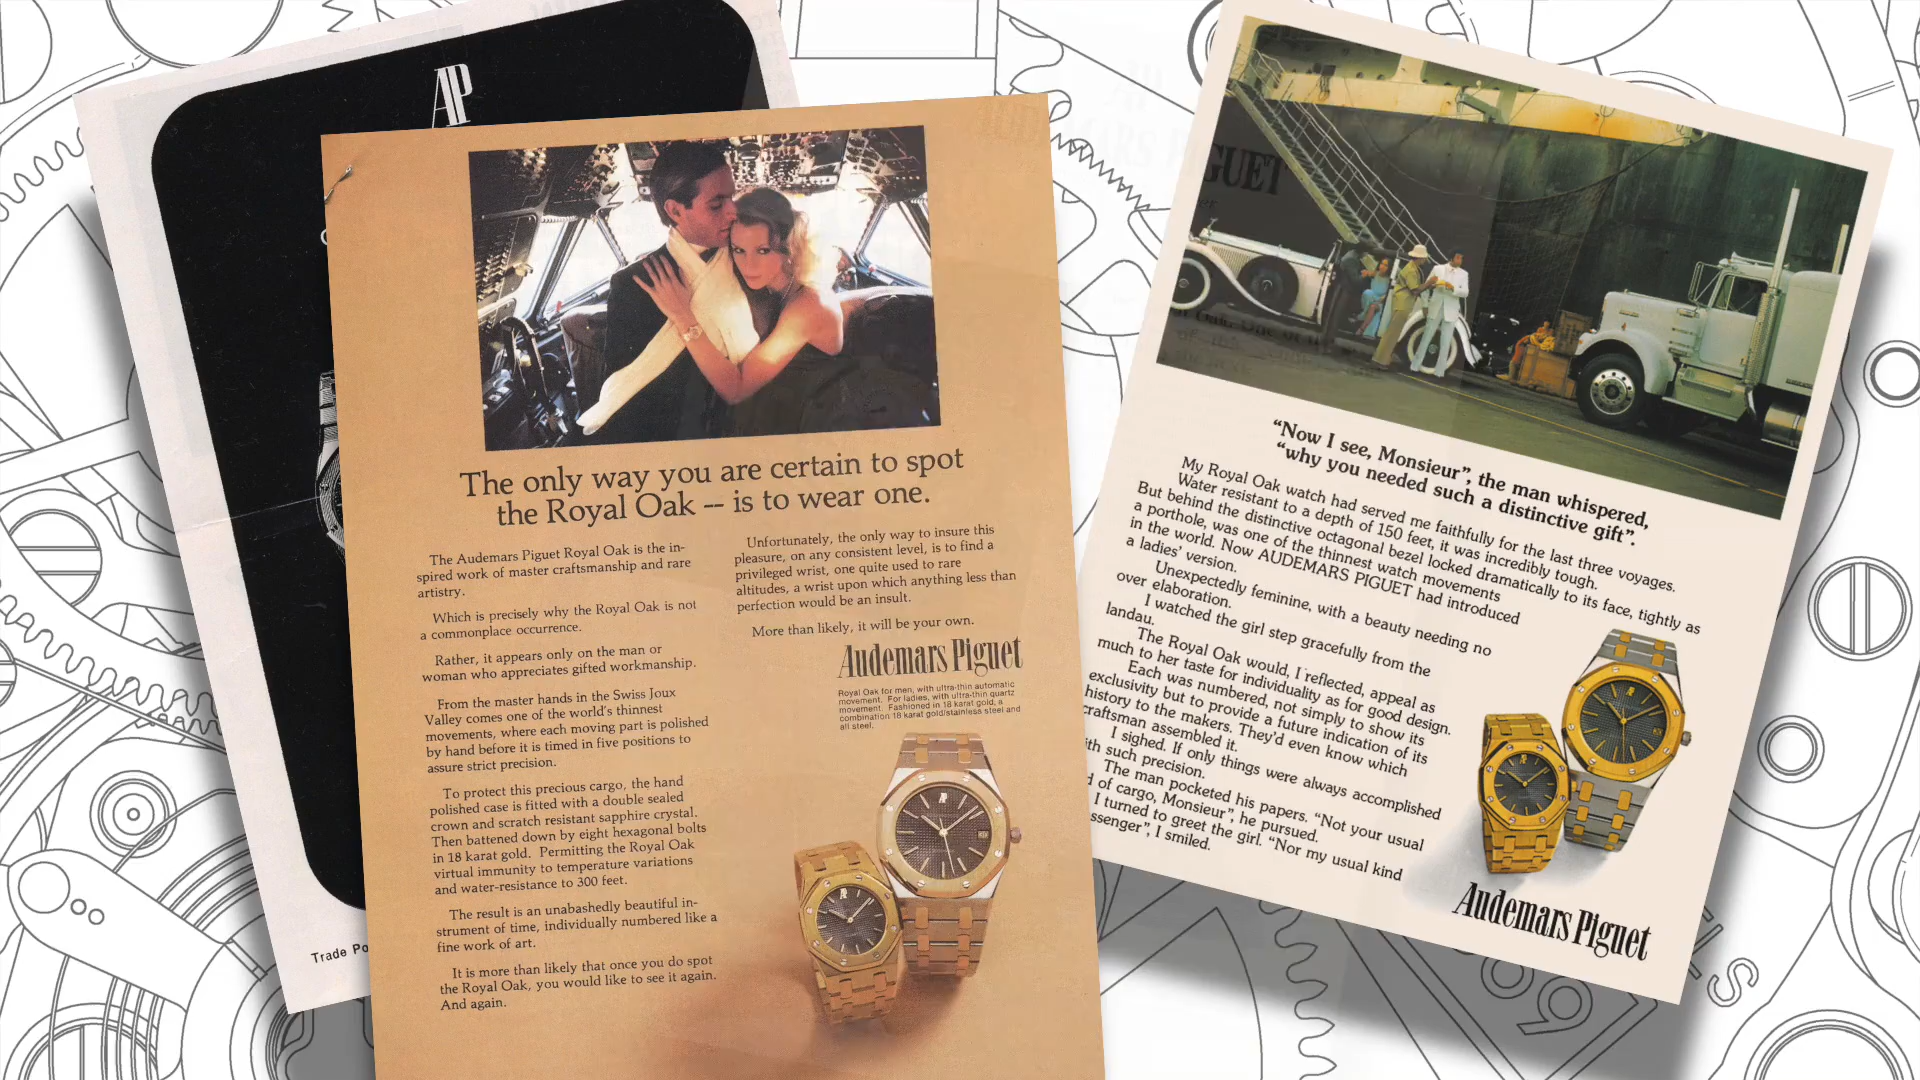 AP
Trade Po
The only way you are certain to spot
the Royal Oak -- is to wear one.
The Audemars Piguet Royal Oak is the in-
spired work of master craftsmanship and rare
artistry.
Which is precisely why the Royal Oak is not
a commonplace occurrence.
Rather, it appears only on the man or
woman who appreciates gifted workmanship.
From the master hands in the Swiss Joux
Valley comes one of the world's thinnest
movements, where each moving part is polished
by hand before it is timed in five positions to
assure strict precision.
To protect this precious cargo, the hand
polished case is fitted with a double sealed
crown and scratch resistant sapphire crystal.
Then battened down by eight hexagonal bolts
in 18 karat gold. Permitting the Royal Oak
virtual immunity to temperature variations
and water-resistance to 300 feet.
The result is an unabashedly beautiful in-
strument of time, individually numbered like a
fine work of art.
It is more than likely that once you do spot
the Royal Oak, you would like to see it again.
And again.
Unfortunately, the only way to insure this
pleasure, on any consistent level, is to find a
privileged wrist, one quite used to rare
altitudes, a wrist upon which anything less than
perfection would be an insult.
More than likely, it will be your own.
Audemars Piguet
Royal Oak for men, with ultra-thin automatic
movement. For ladies, with ultra-thin quartz
movement. Fashioned in 18 karat gold, a
combination 18 karat gold/stainless steel and
all steel.
"Now I see, Monsieur", the man whispered,
"why you needed such a distinctive gift".
My Royal Oak watch had served me faithfully for the last three voyages.
Water resistant to a depth of 150 feet, it was incredibly tough.
But behind the distinctive octagonal bezel locked dramatically to its face, tightly as
a porthole, was one of the thinnest watch movements
in the world. Now AUDEMARS PIGUET had introduced
a ladies' version.
Unexpectedly feminine, with a beauty needing no
over elaboration.
I watched the girl step gracefully from the
landau.
The Royal Oak would, I reflected, appeal as
much to her taste for individuality as for good design.
Each was numbered, not simply to show its
exclusivity but to provide a future indication of its
history to the makers. They'd even know which
craftsman assembled it.
I sighed. If only things were always accomplished
ith such precision.
The man pocketed his papers. "Not your usual
d of cargo, Monsieur", he pursued.
I turned to greet the girl. "Nor my usual kind
ssenger", I smiled.
Audemars Piguet